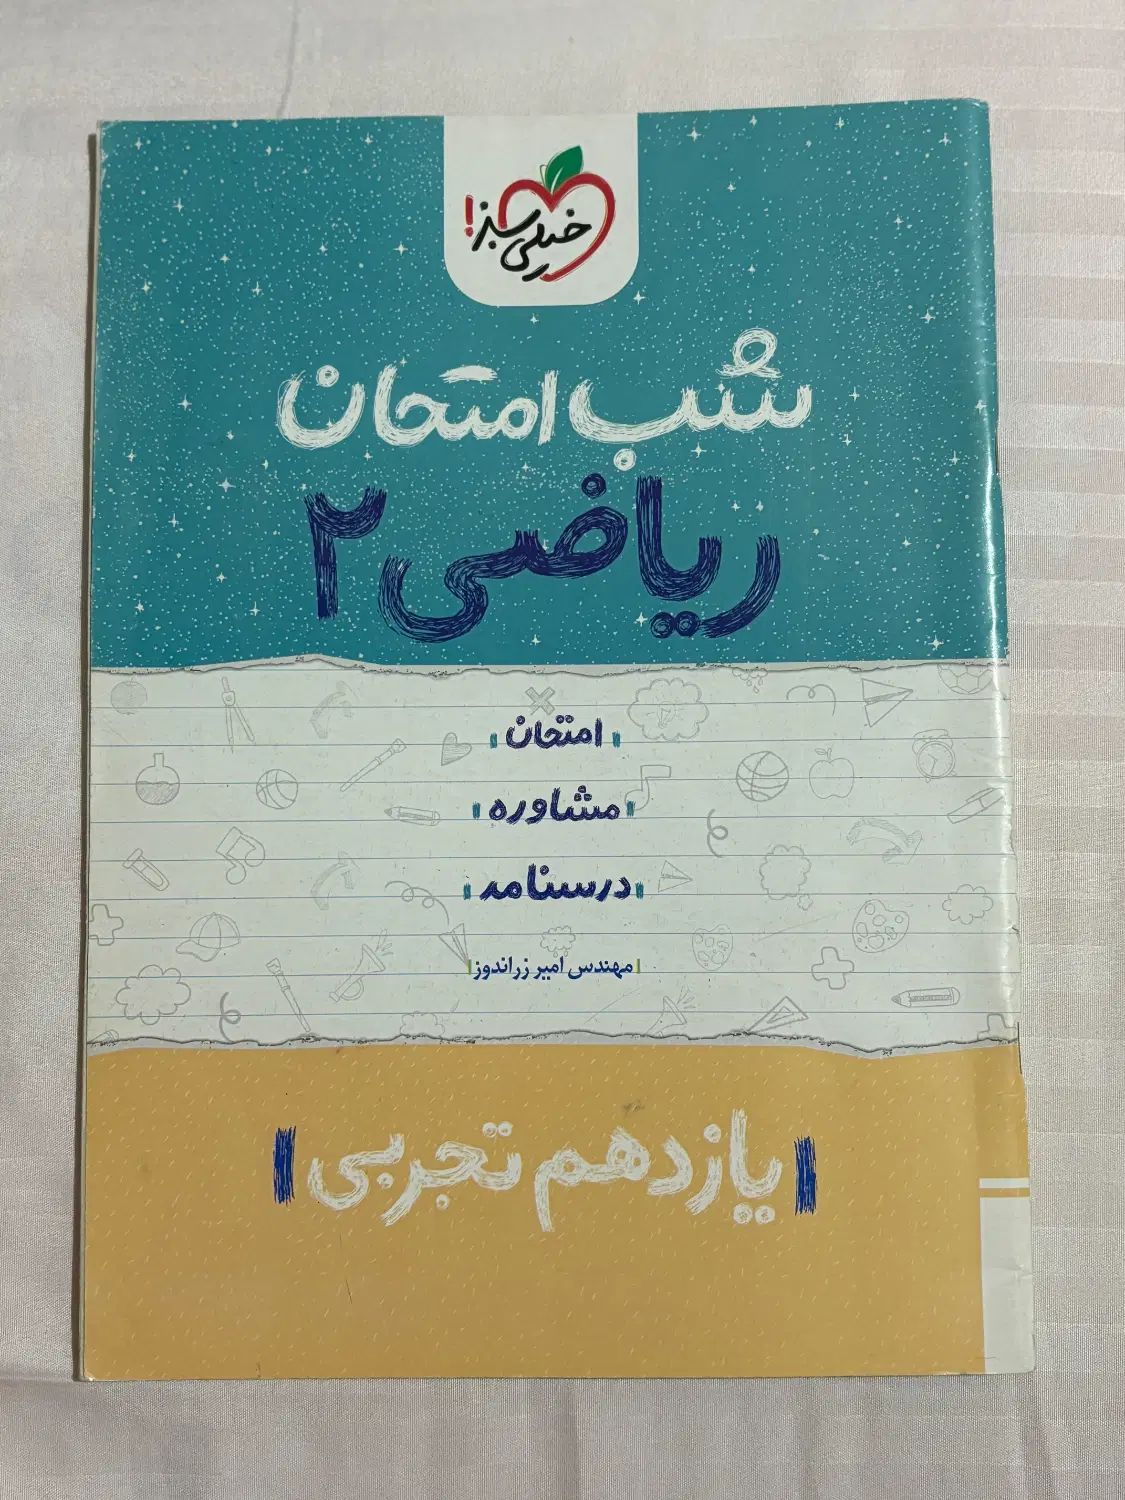 خیلی سبز!
شب امتحان
ریاضی ۲
امتحان
مشاوره
درسنامه
مهندس امیر زراندوز
یازدهم تجربی